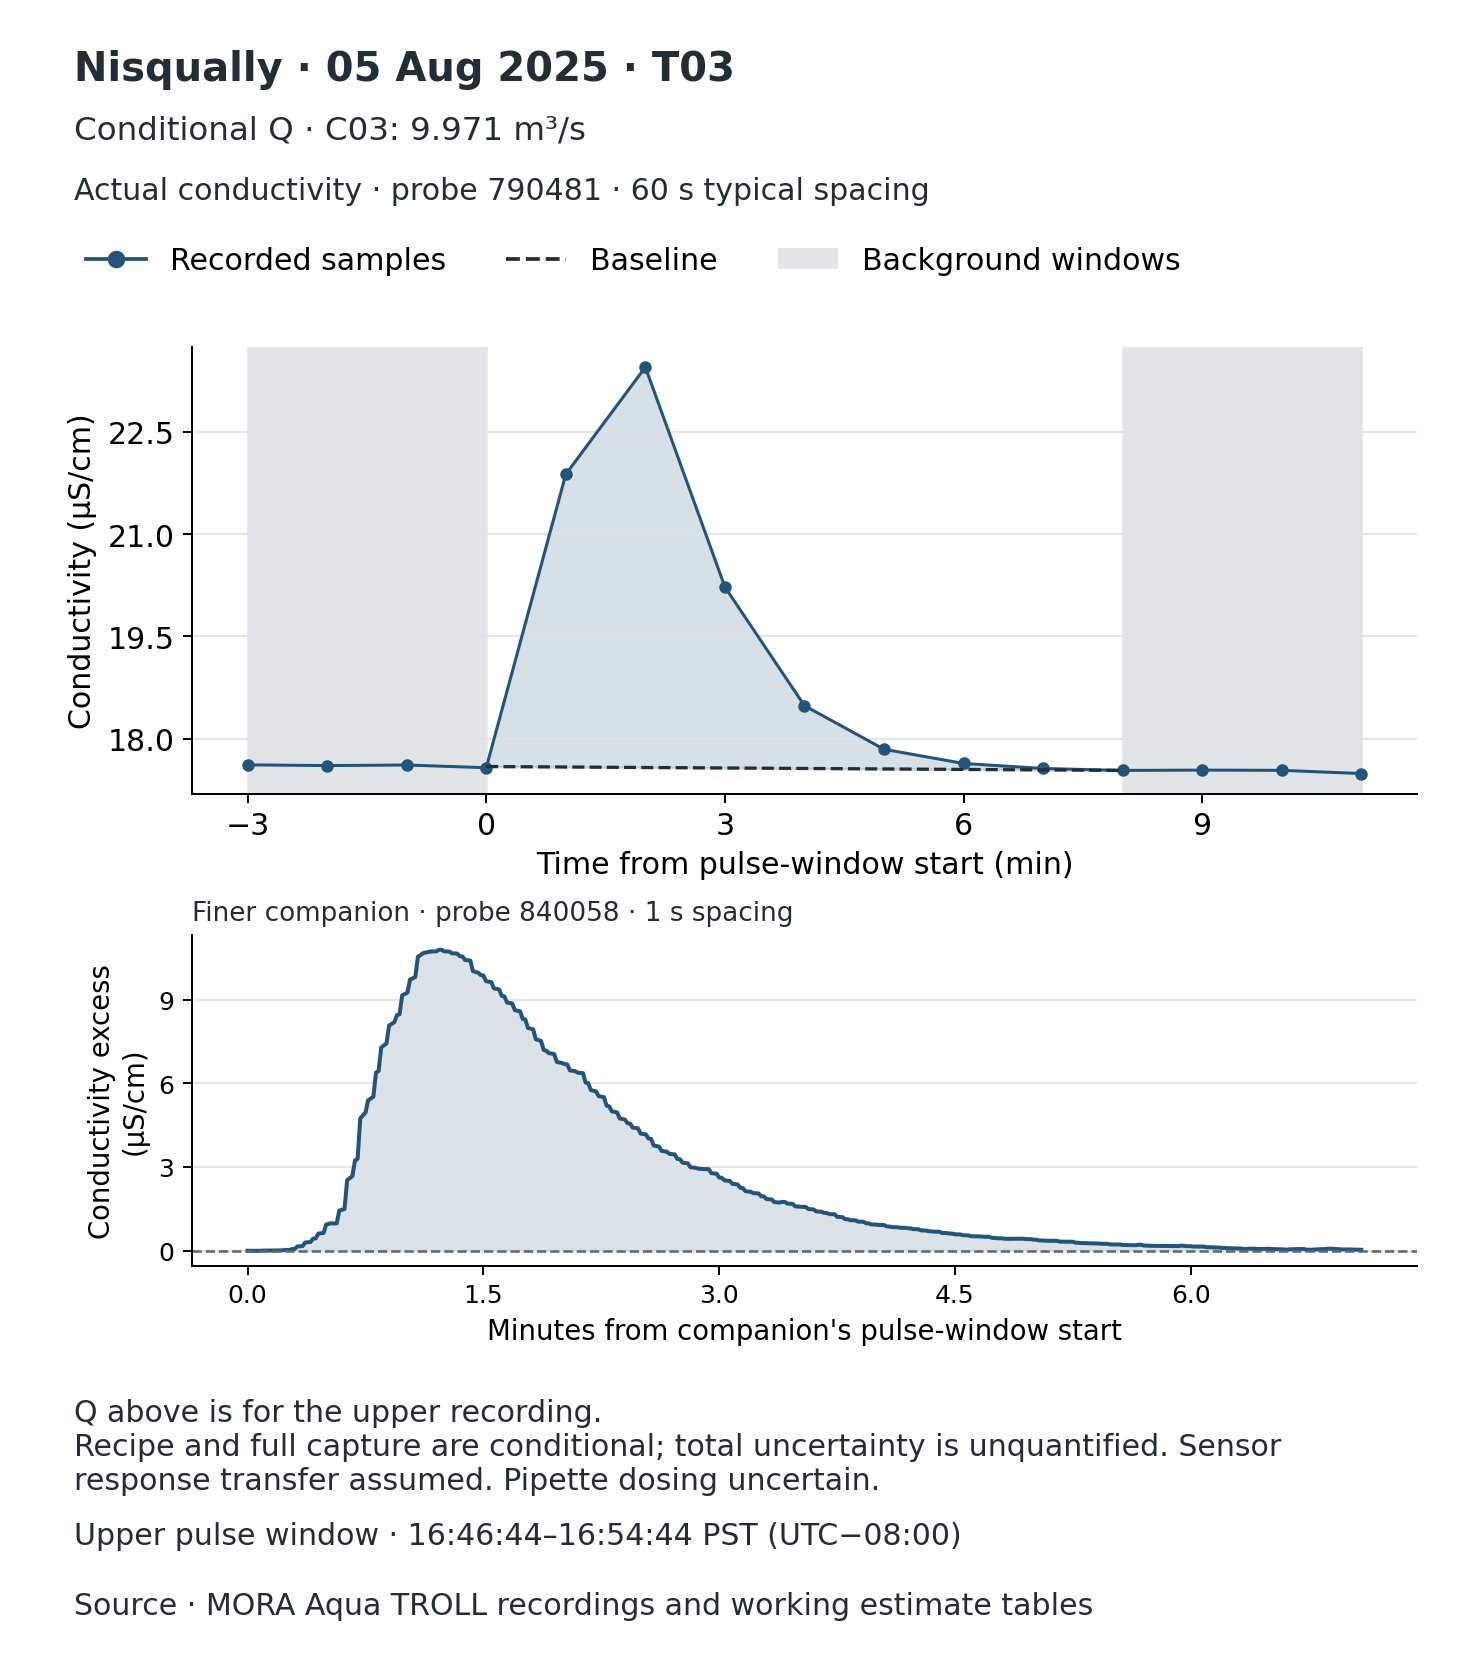 Nisqually · 05 Aug 2025 · T03
Conditional Q · C03: 9.971 m³/s
Actual conductivity · probe 790481 · 60 s typical spacing
Recorded samples
Baseline
Background windows
Conductivity (µS/cm)
22.5
21.0
19.5
18.0
−3
0
3
6
9
Time from pulse-window start (min)
Finer companion · probe 840058 · 1 s spacing
Conductivity excess
(µS/cm)
9
6
3
0
0.0
1.5
3.0
4.5
6.0
Minutes from companion's pulse-window start
Q above is for the upper recording.
Recipe and full capture are conditional; total uncertainty is unquantified. Sensor
response transfer assumed. Pipette dosing uncertain.
Upper pulse window · 16:46:44–16:54:44 PST (UTC−08:00)
Source · MORA Aqua TROLL recordings and working estimate tables